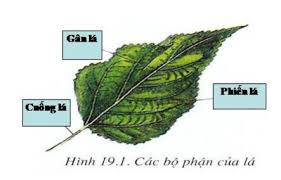 Gân lá
Cuống lá
Phiến lá
Hình 19.1. Các bộ phận của lá